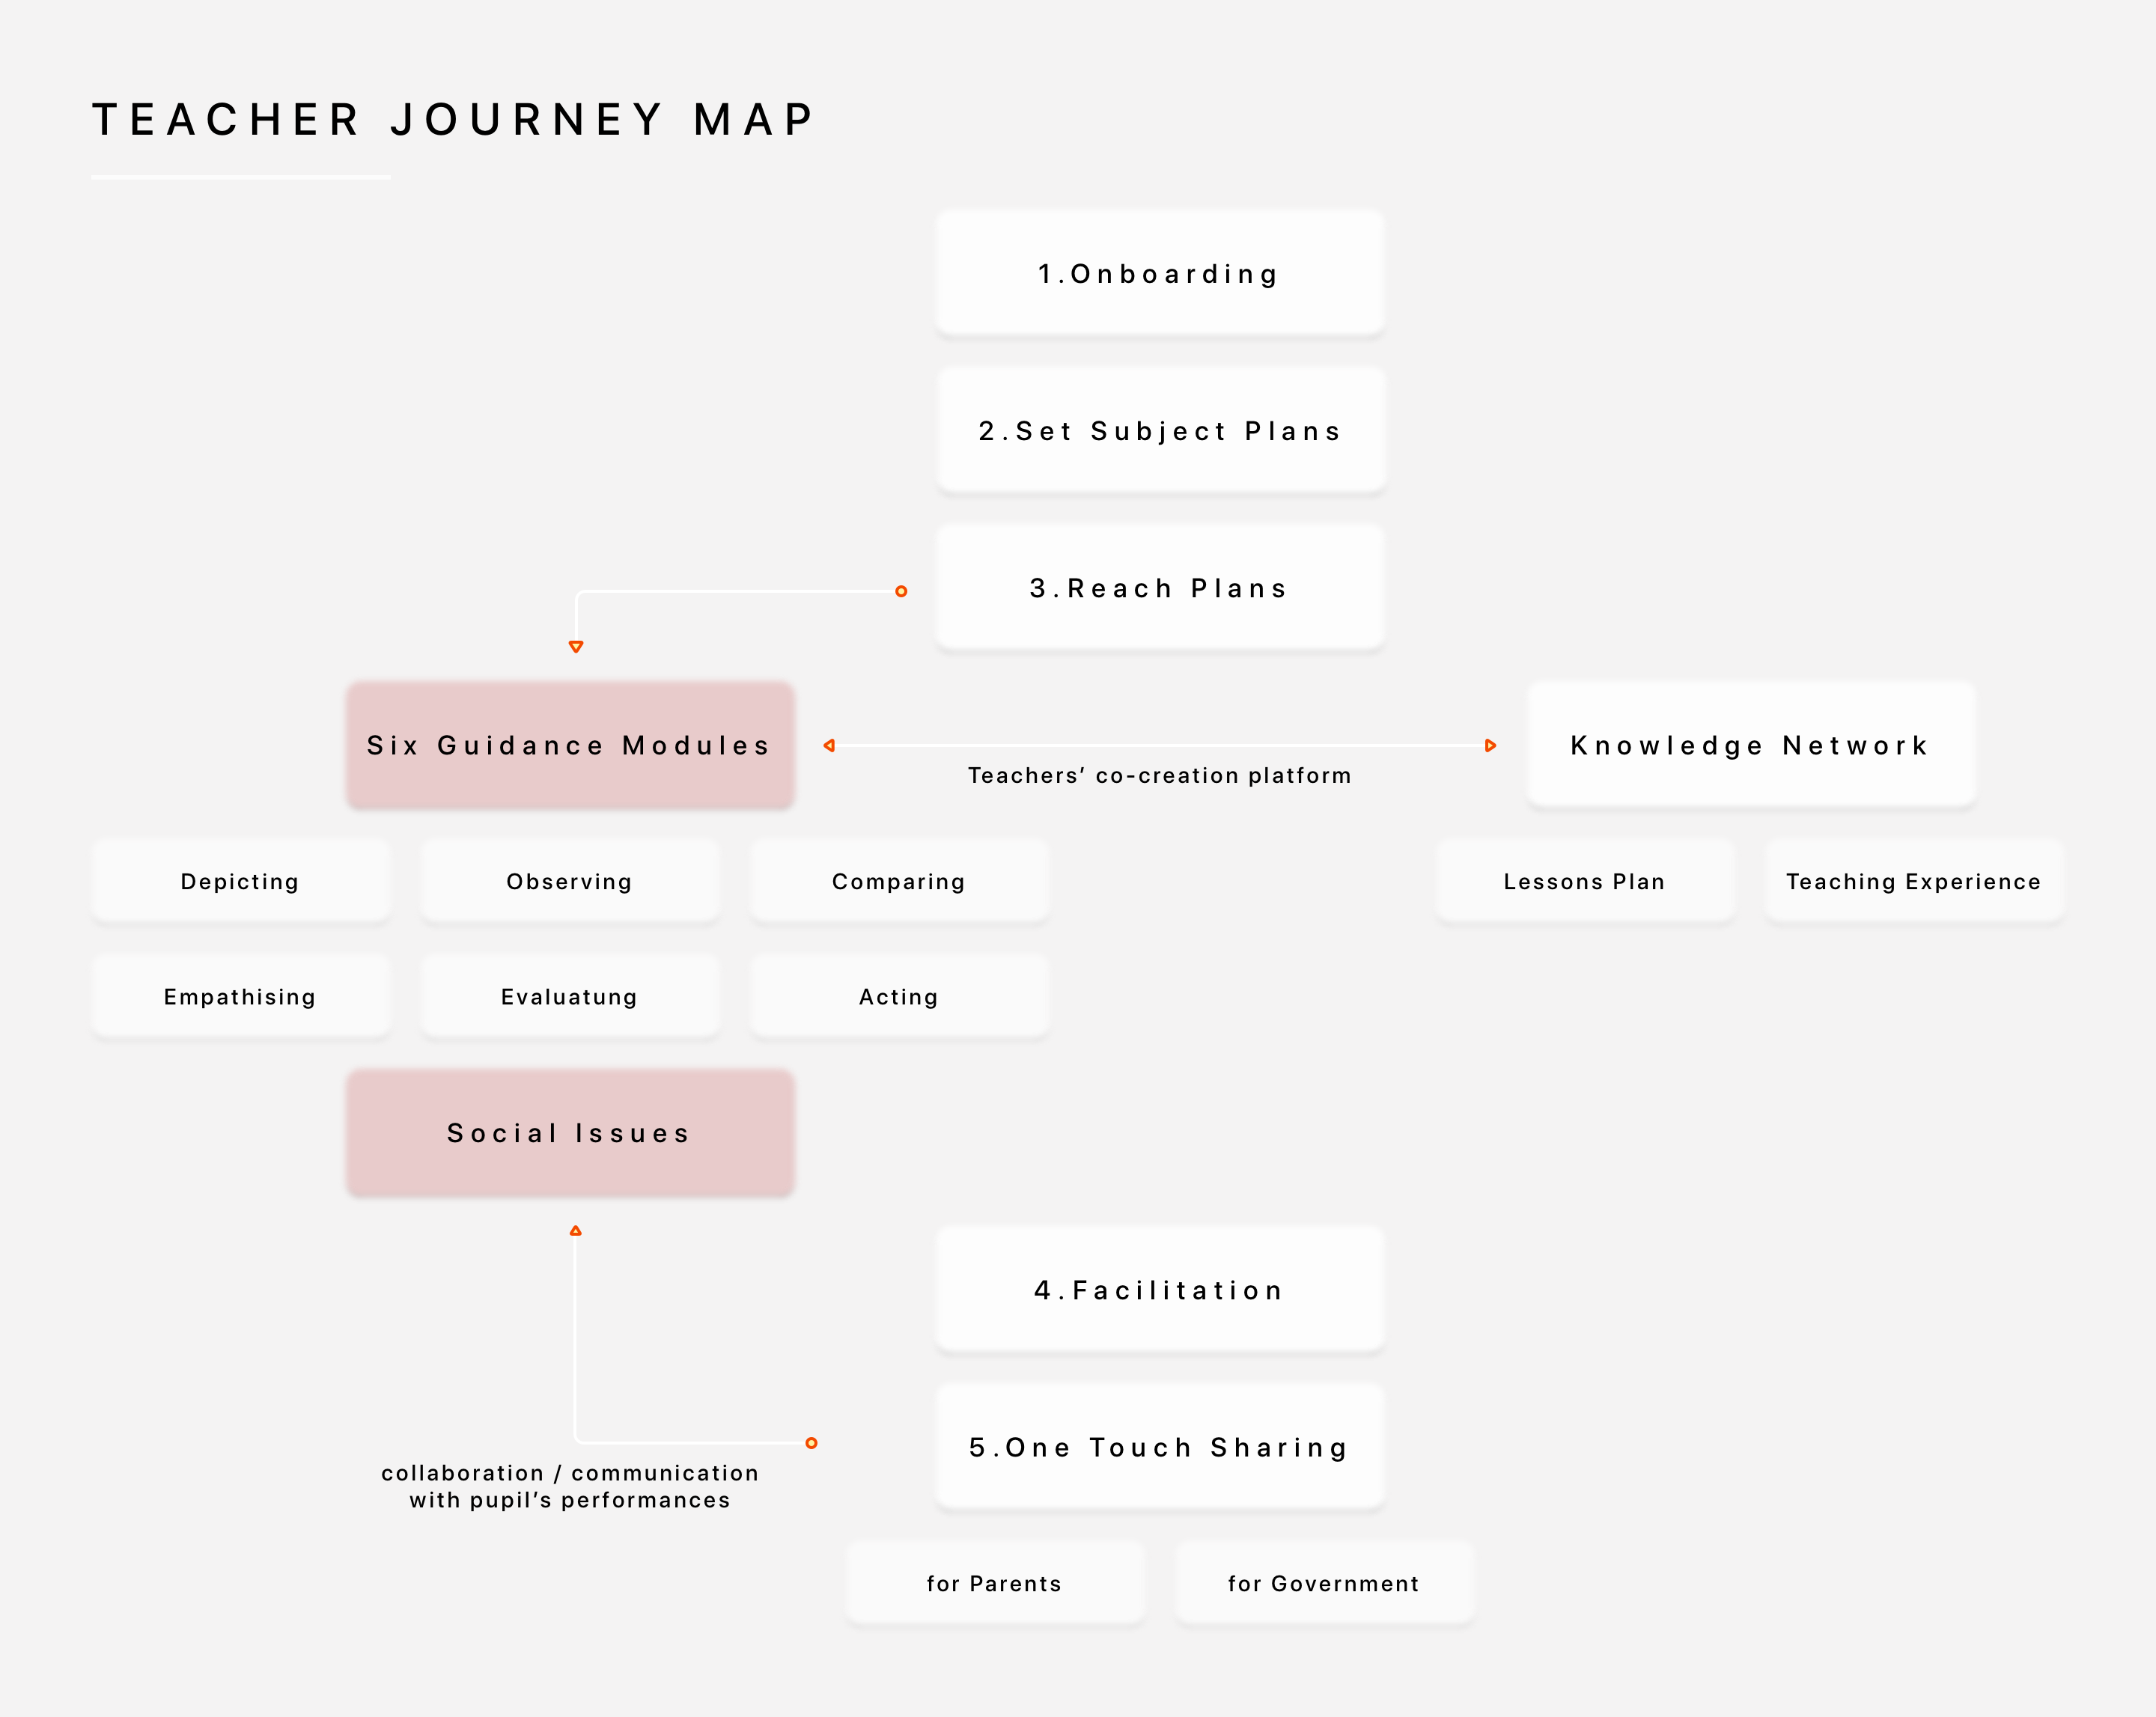 TEACHER JOURNEY MAP
1.Onboarding
2.Set Subject Plans
3.Reach Plans
Six Guidance Modules
Teachers’ co-creation platform
Knowledge Network
Depicting
Observing
Comparing
Lessons Plan
Teaching Experience
Empathising
Evaluatung
Acting
Social Issues
4.Facilitation
5.One Touch Sharing
collaboration / communication
with pupil’s performances
for Parents
for Government